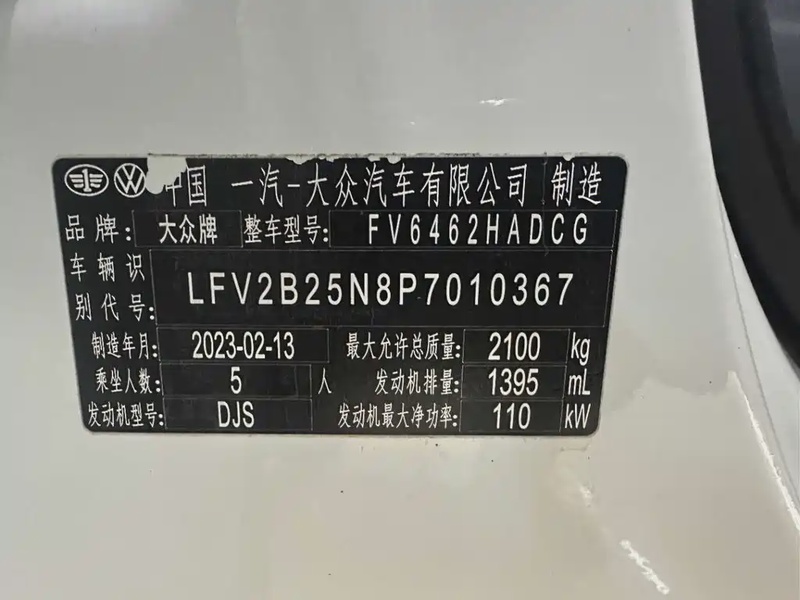 中国 一汽-大众汽车有限公司 制造
品牌: 大众牌 整车型号: FV6462HADCG
车辆识别代号: LFV2B25N8P7010367
制造年月: 2023-02-13 最大允许总质量: 2100 kg
乘坐人数: 5 人 发动机排量: 1395 mL
发动机型号: DJS 发动机最大净功率: 110 kW